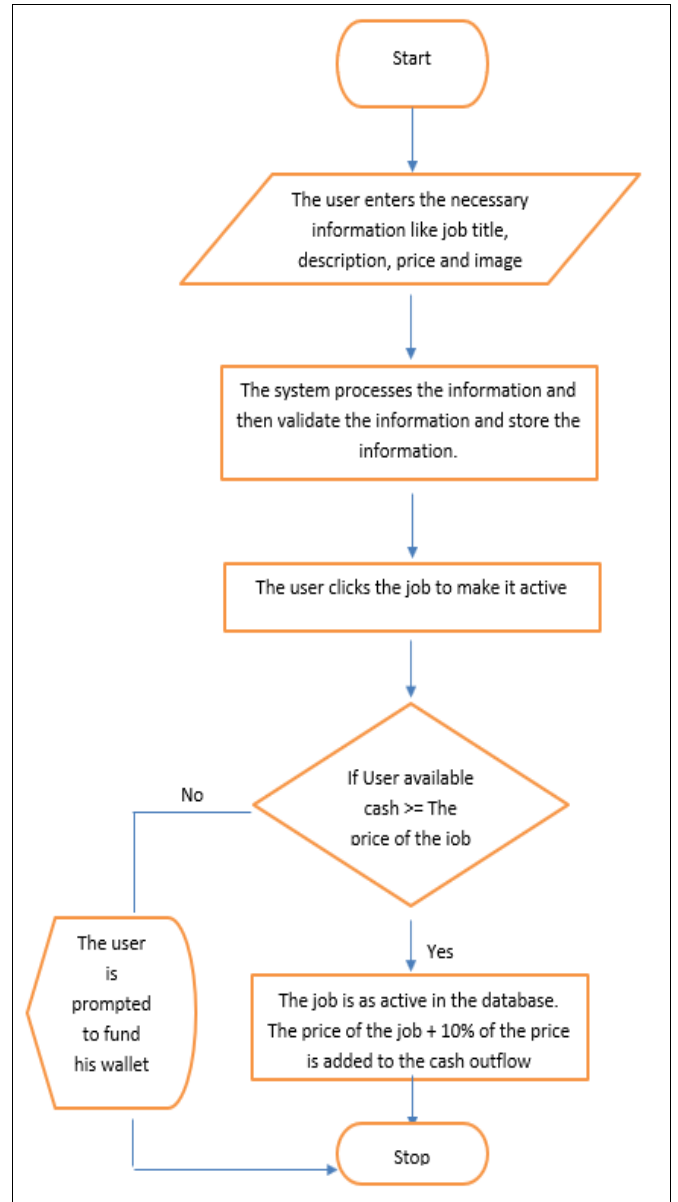 Start
The user enters the necessary
information like job title,
description, price and image
The system processes the information and
then validate the information and store the
information.
The user clicks the job to make it active
If User available
cash >= The
price of the job
No
Yes
The user
is
prompted
to fund
his wallet
The job is as active in the database.
The price of the job + 10% of the price
is added to the cash outflow
Stop